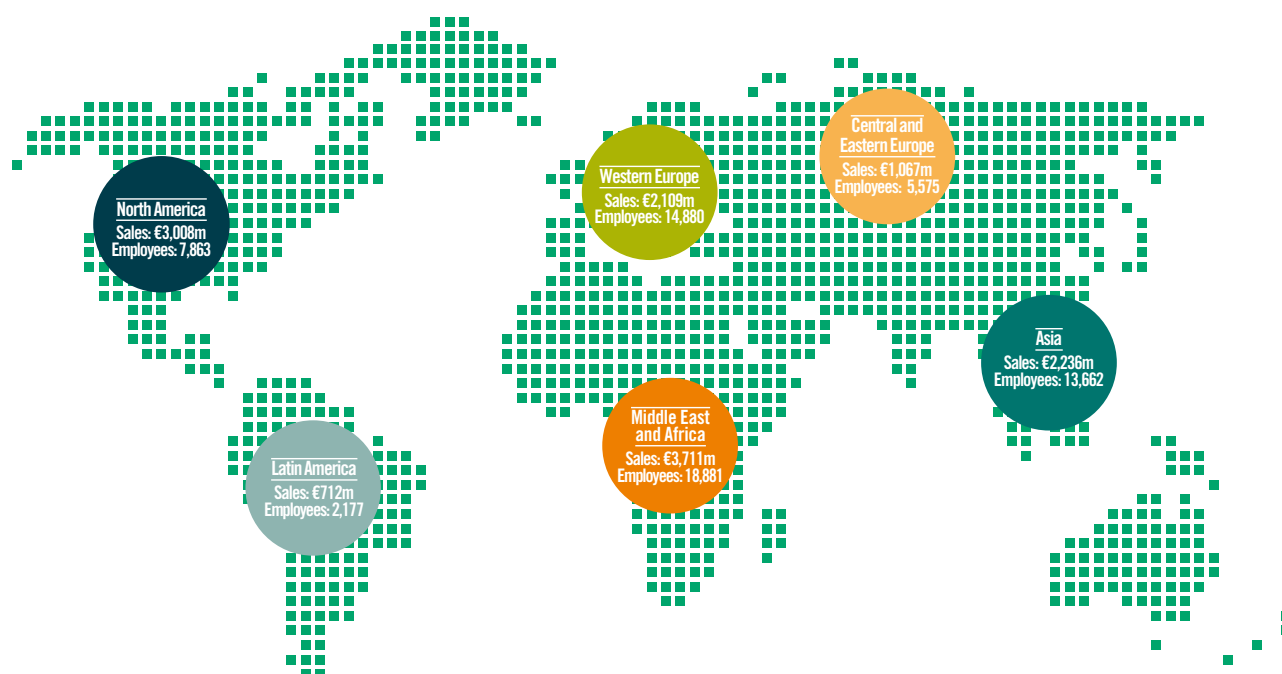 North America
Sales: €3,008m
Employees: 7,863
Latin America
Sales: €712m
Employees: 2,177
Western Europe
Sales: €2,109m
Employees: 14,880
Middle East
and Africa
Sales: €3,711m
Employees: 18,881
Central and
Eastern Europe
Sales: €1,067m
Employees: 5,575
Asia
Sales: €2,236m
Employees: 13,662